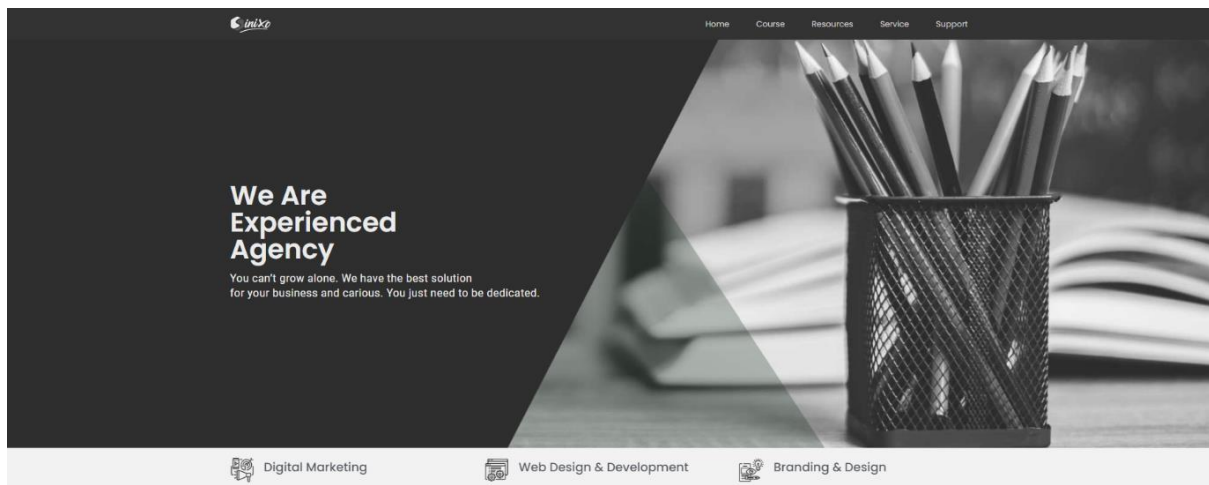 Sinixo
Home Course Resources Service Support
We Are
Experienced
Agency
You can't grow alone. We have the best solution
for your business and carious. You just need to be dedicated.
Digital Marketing Web Design & Development Branding & Design